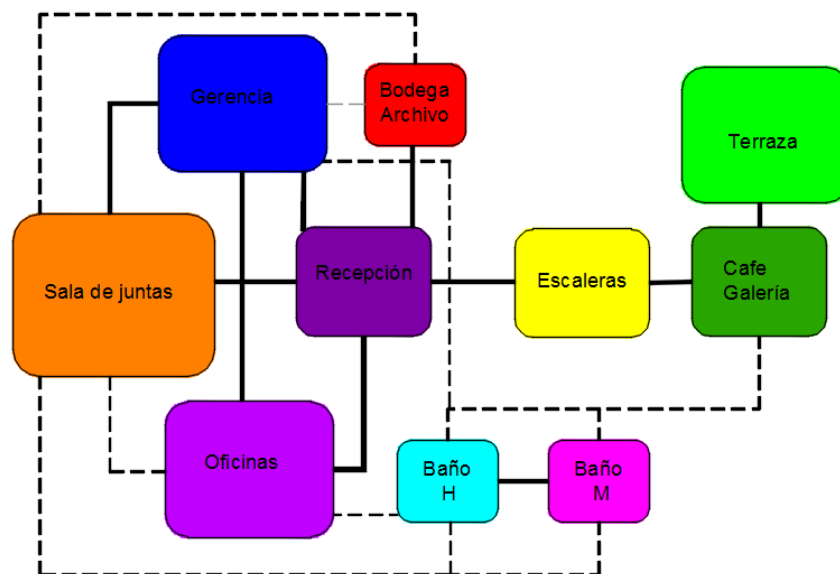 Gerencia
Bodega
Archivo
Terraza
Sala de juntas
Recepción
Escaleras
Cafe
Galería
Oficinas
Baño
H
Baño
M